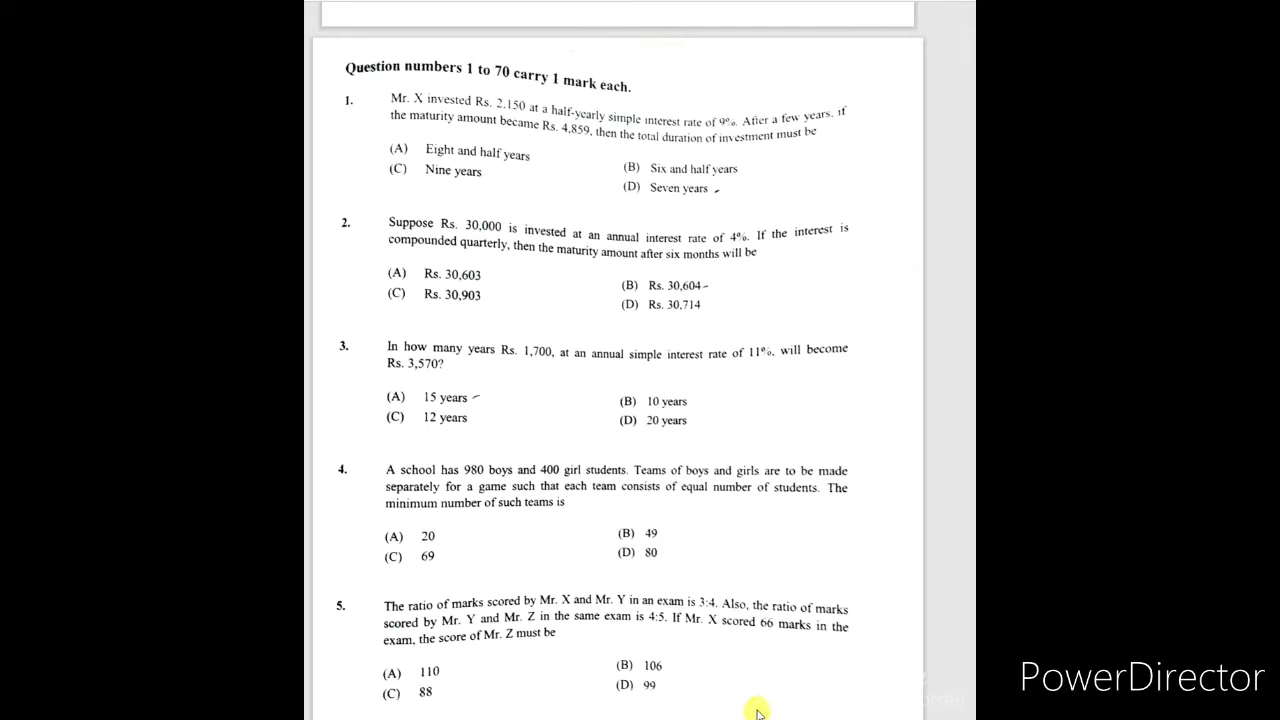 Question numbers 1 to 70 carry 1 mark each.
1. Mr. X invested Rs. 2,150 at a half-yearly simple interest rate of 9%. After a few years, if
the maturity amount became Rs. 4,859, then the total duration of investment must be
(A) Eight and half years
(B) Six and half years
(C) Nine years
(D) Seven years
2. Suppose Rs. 30,000 is invested at an annual interest rate of 4%. If the interest is
compounded quarterly, then the maturity amount after six months will be
(A) Rs. 30,603
(B) Rs. 30,604
(C) Rs. 30,903
(D) Rs. 30,714
3. In how many years Rs. 1,700, at an annual simple interest rate of 11%, will become
Rs. 3,570?
(A) 15 years
(B) 10 years
(C) 12 years
(D) 20 years
4. A school has 980 boys and 400 girl students. Teams of boys and girls are to be made
separately for a game such that each team consists of equal number of students. The
minimum number of such teams is
(A) 20
(B) 49
(C) 69
(D) 80
5. The ratio of marks scored by Mr. X and Mr. Y in an exam is 3:4. Also, the ratio of marks
scored by Mr. Y and Mr. Z in the same exam is 4:5. If Mr. X scored 66 marks in the
exam, the score of Mr. Z must be
(A) 110
(B) 106
(C) 88
(D) 99
PowerDirector